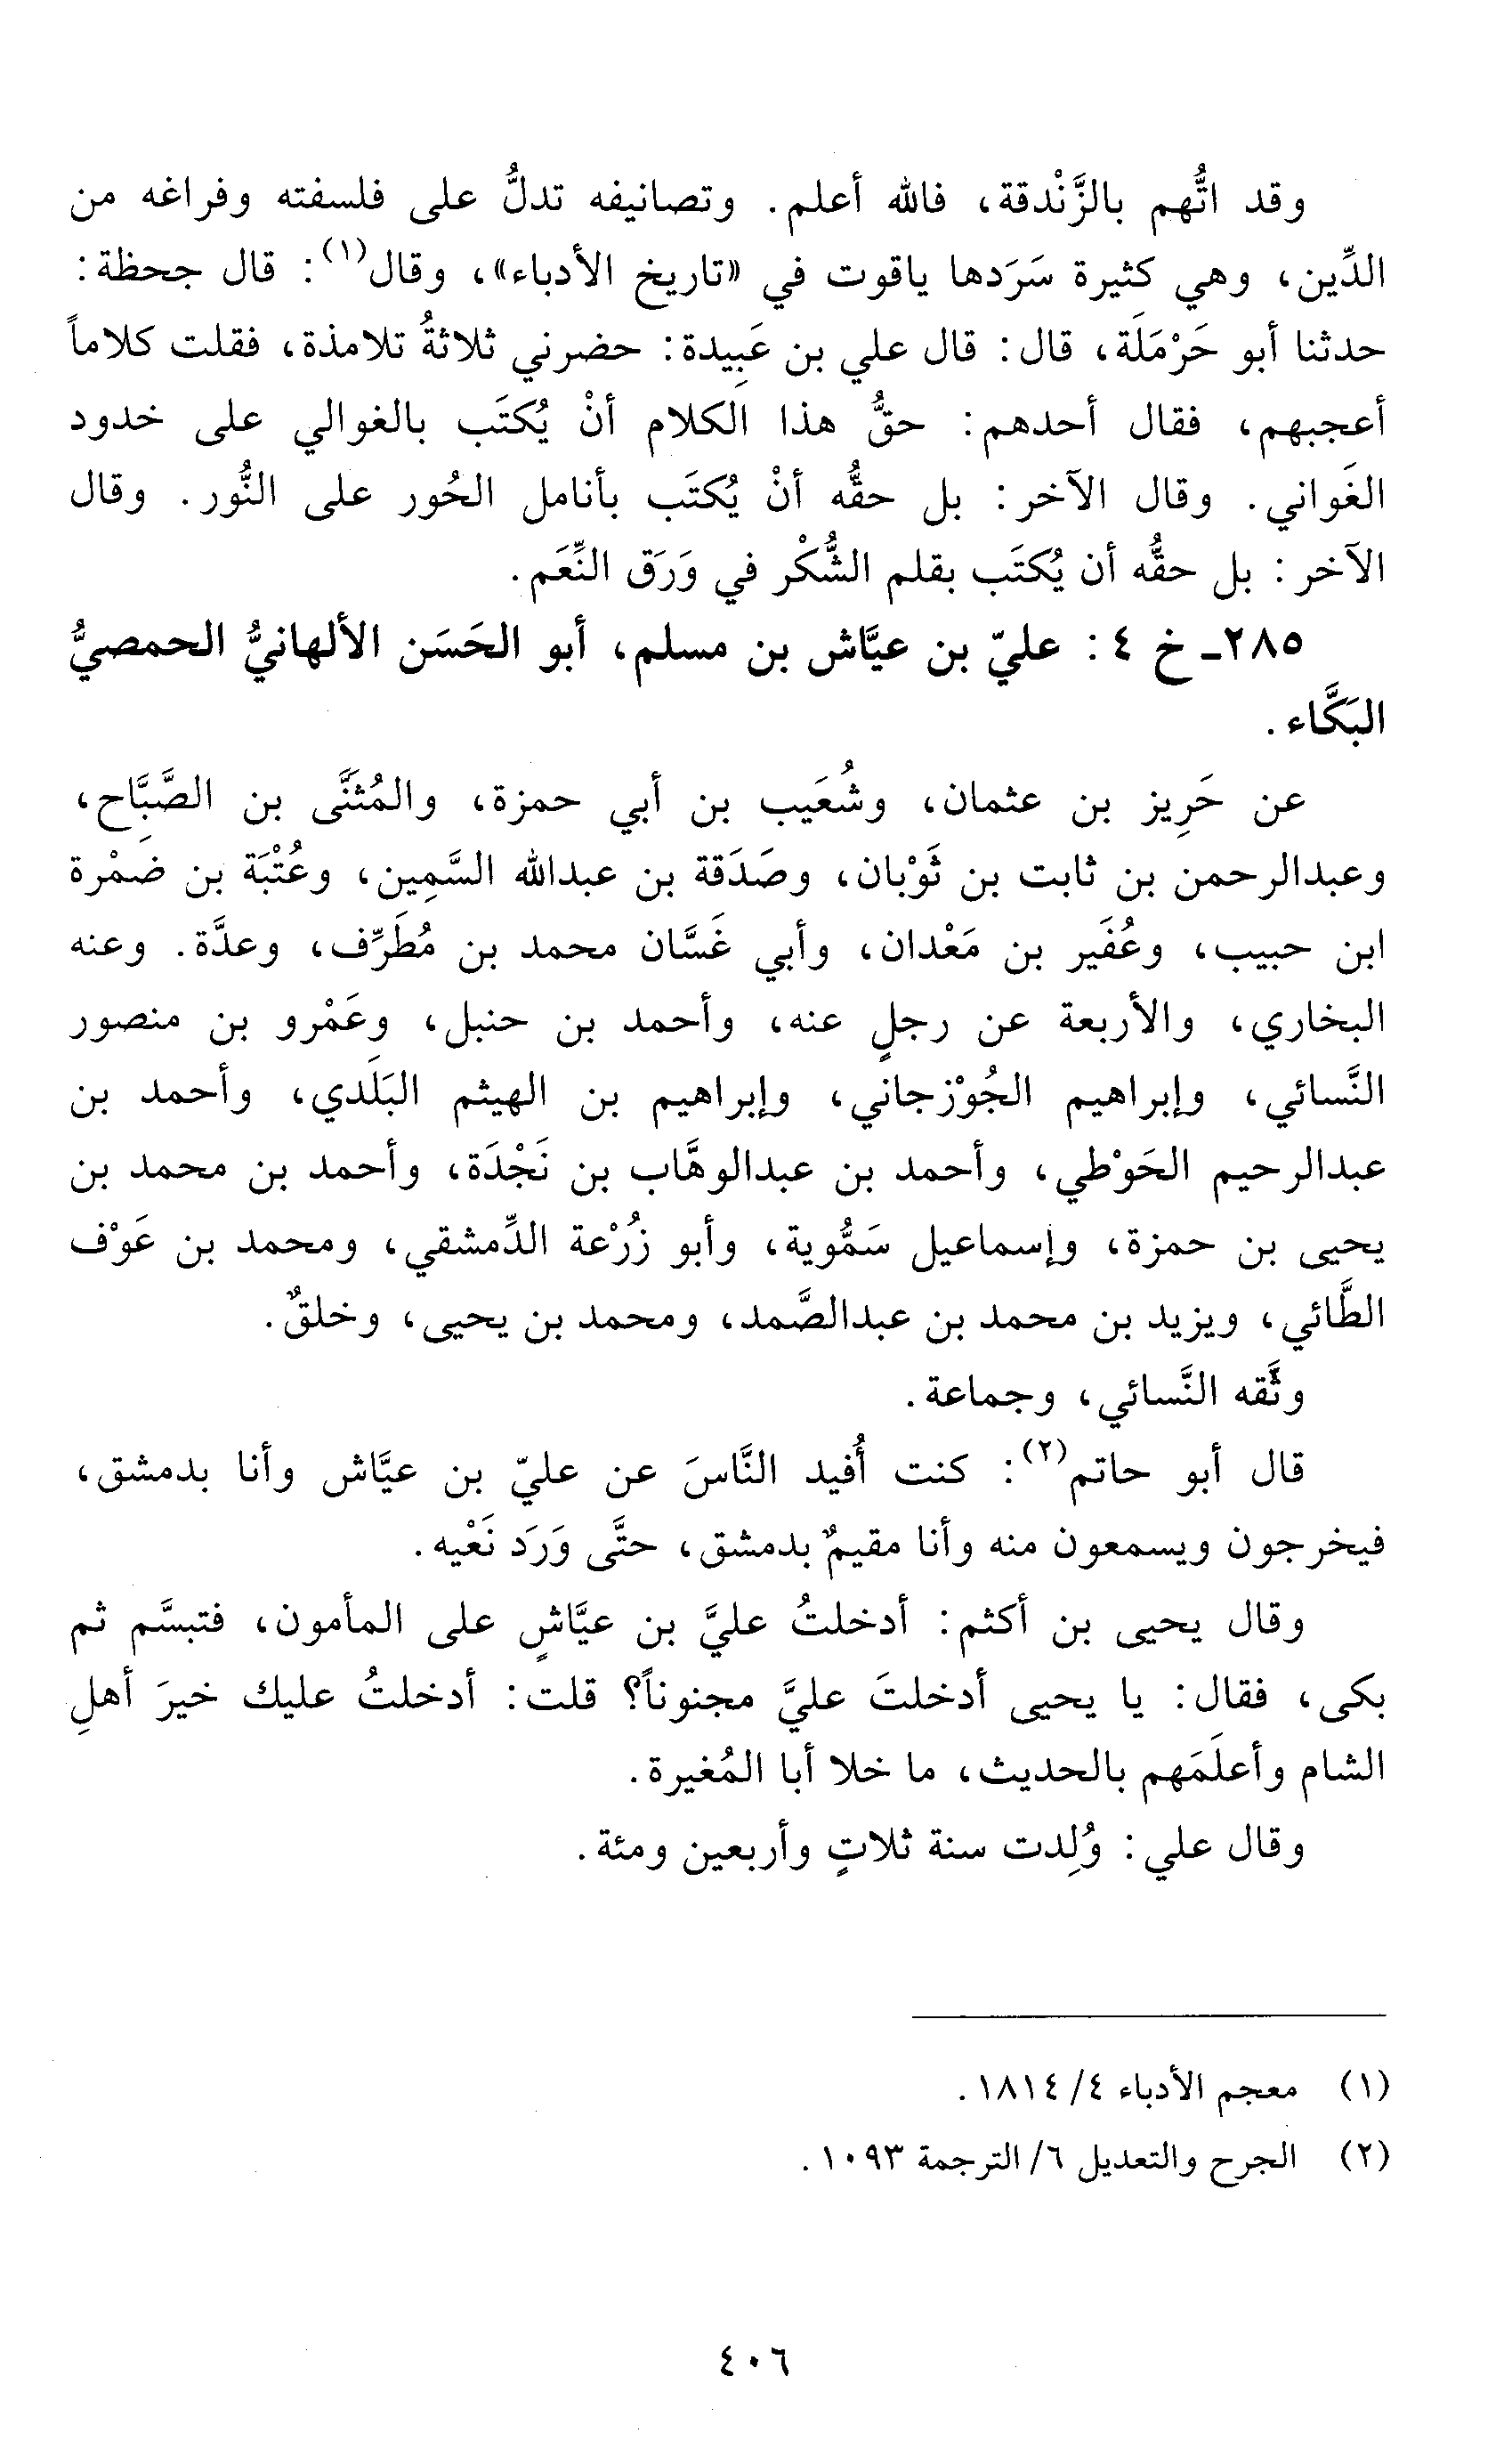 وقد اتُّهم بالزَّنْدقة، فالله أعلم. وتصانيفه تدلُّ على فلسفته وفراغه من
الدِّين، وهي كثيرة سَرَدها ياقوت في «تاريخ الأدباء»، وقال(١): قال جحظة:
حدثنا أبو حَرْمَلَة، قال: قال علي بن عَبِيدة: حضرني ثلاثةُ تلامذة، فقلت كلاماً
أعجبهم، فقال أحدهم: حقُّ هذا الكلام أنْ يُكتَب بالغوالي على خدود
الغَواني. وقال الآخر: بل حقُّه أنْ يُكتَب بأنامل الحُور على النُّور. وقال
الآخر: بل حقُّه أن يُكتَب بقلم الشُّكْر في وَرَق النِّعَم.
٢٨٥ـ خ ٤: عليّ بن عيَّاش بن مسلم، أبو الحَسَن الألهانيُّ الحمصيُّ
البَكَّاء.
عن حَرِيز بن عثمان، وشُعَيب بن أبي حمزة، والمُثَنَّى بن الصَّبَّاح،
وعبدالرحمن بن ثابت بن ثَوْبان، وصَدَقة بن عبدالله السَّمِين، وعُتْبَة بن ضَمْرة
ابن حبيب، وعُفَير بن مَعْدان، وأبي غَسَّان محمد بن مُطَرِّف، وعدَّة. وعنه
البخاري، والأربعة عن رجلٍ عنه، وأحمد بن حنبل، وعَمْرو بن منصور
النَّسائي، وإبراهيم الجُوْزجاني، وإبراهيم بن الهيثم البَلَدي، وأحمد بن
عبدالرحيم الحَوْطي، وأحمد بن عبدالوهَّاب بن نَجْدَة، وأحمد بن محمد بن
يحيى بن حمزة، وإسماعيل سَمُّوية، وأبو زُرْعة الدِّمشقي، ومحمد بن عَوْف
الطَّائي، ويزيد بن محمد بن عبدالصَّمد، ومحمد بن يحيى، وخلقٌ.
وثَّقه النَّسائي، وجماعة.
قال أبو حاتم(٢): كنت أُفيد النَّاسَ عن عليّ بن عيَّاش وأنا بدمشق،
فيخرجون ويسمعون منه وأنا مقيمٌ بدمشق، حتَّى وَرَد نَعْيه.
وقال يحيى بن أكثم: أدخلتُ عليَّ بن عيَّاشٍ على المأمون، فتبسَّم ثم
بكى، فقال: يا يحيى أدخلتَ عليَّ مجنوناً؟ قلت: أدخلتُ عليك خيرَ أهلِ
الشام وأعلَمَهم بالحديث، ما خلا أبا المُغيرة.
وقال علي: وُلِدت سنة ثلاثٍ وأربعين ومئة.
(١) معجم الأدباء ٤/ ١٨١٤.
(٢) الجرح والتعديل ٦/ الترجمة ١٠٩٣.
٤٠٦